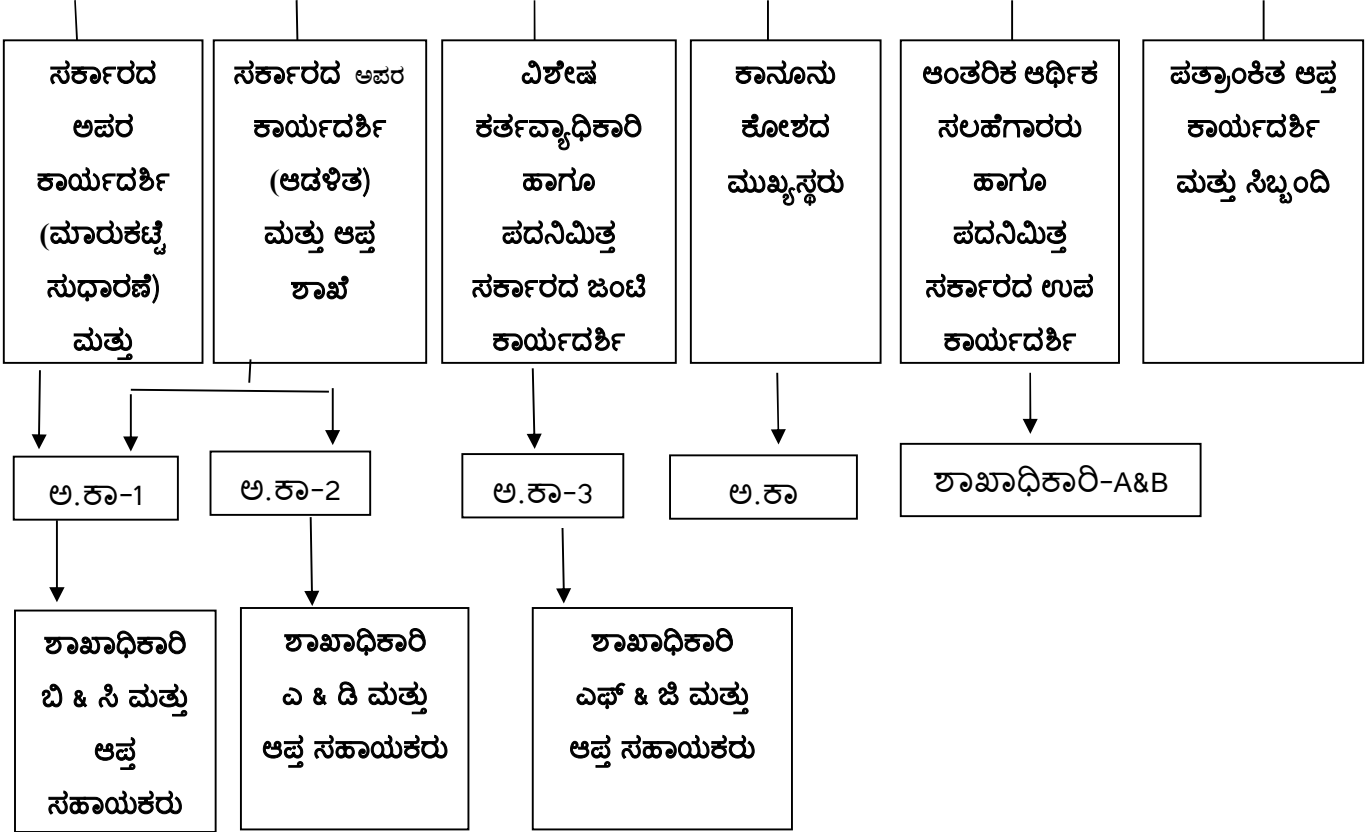 ಸರ್ಕಾರದ
ಅಪರ
ಕಾರ್ಯದರ್ಶಿ
(ಮಾರುಕಟ್ಟೆ
ಸುಧಾರಣೆ)
ಮತ್ತು
ಸರ್ಕಾರದ ಅಪರ
ಕಾರ್ಯದರ್ಶಿ
(ಆಡಳಿತ)
ಮತ್ತು ಆಪ್ತ
ಶಾಖೆ
ವಿಶೇಷ
ಕರ್ತವ್ಯಾಧಿಕಾರಿ
ಹಾಗೂ
ಪದನಿಮಿತ್ತ
ಸರ್ಕಾರದ ಜಂಟಿ
ಕಾರ್ಯದರ್ಶಿ
ಕಾನೂನು
ಕೋಶದ
ಮುಖ್ಯಸ್ಥರು
ಆಂತರಿಕ ಆರ್ಥಿಕ
ಸಲಹೆಗಾರರು
ಹಾಗೂ
ಪದನಿಮಿತ್ತ
ಸರ್ಕಾರದ ಉಪ
ಕಾರ್ಯದರ್ಶಿ
ಪತ್ರಾಂಕಿತ ಆಪ್ತ
ಕಾರ್ಯದರ್ಶಿ
ಮತ್ತು ಸಿಬ್ಬಂದಿ
ಅ.ಕಾ-1
ಅ.ಕಾ-2
ಅ.ಕಾ-3
ಅ.ಕಾ
ಶಾಖಾಧಿಕಾರಿ-A&B
ಶಾಖಾಧಿಕಾರಿ
ಬಿ & ಸಿ ಮತ್ತು
ಆಪ್ತ
ಸಹಾಯಕರು
ಶಾಖಾಧಿಕಾರಿ
ಎ & ಡಿ ಮತ್ತು
ಆಪ್ತ ಸಹಾಯಕರು
ಶಾಖಾಧಿಕಾರಿ
ಎಫ್ & ಜಿ ಮತ್ತು
ಆಪ್ತ ಸಹಾಯಕರು